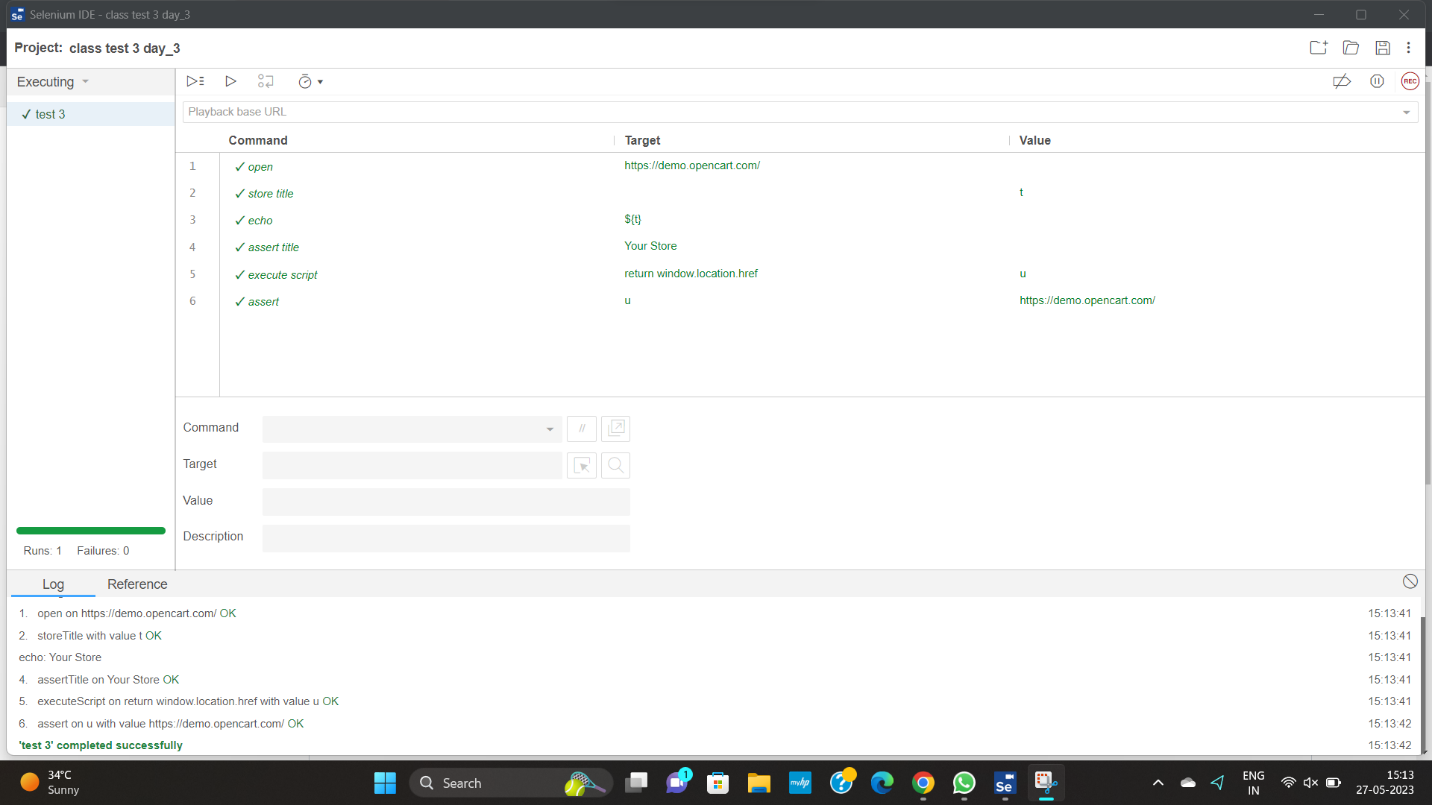 Se Selenium IDE - class test 3 day_3
Project: class test 3 day_3
Executing
✓ test 3
Playback base URL
Command Target Value
1 ✓ open https://demo.opencart.com/
2 ✓ store title t
3 ✓ echo ${t}
4 ✓ assert title Your Store
5 ✓ execute script return window.location.href u
6 ✓ assert u https://demo.opencart.com/
REC
Command //
Target
Value
Description
Runs: 1 Failures: 0
Log Reference
1. open on https://demo.opencart.com/ OK 15:13:41
2. storeTitle with value t OK 15:13:41
echo: Your Store 15:13:41
4. assertTitle on Your Store OK 15:13:41
5. executeScript on return window.location.href with value u OK 15:13:41
6. assert on u with value https://demo.opencart.com/ OK 15:13:42
'test 3' completed successfully 15:13:42
34°C
Sunny
Search
1
myhp
?
Se
ENG
IN
15:13
27-05-2023